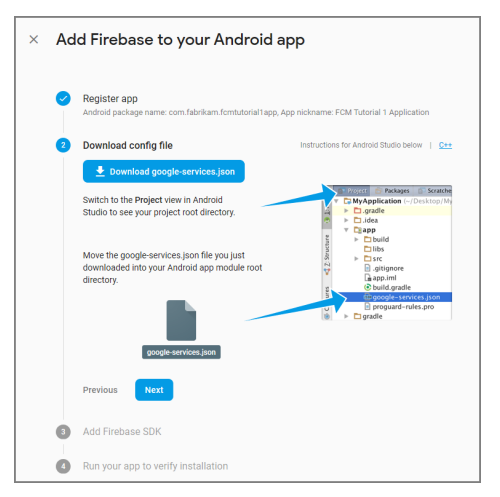 Add Firebase to your Android app
Register app
Android package name: com.fabrikam.fcmtutorial1app, App nickname: FCM Tutorial 1 Application
2 Download config file
Instructions for Android Studio below | C++
Download google-services.json
Switch to the Project view in Android
Studio to see your project root directory.
Move the google-services.json file you just
downloaded into your Android app module root
directory.
google-services.json
Project Packages Scratche
MyApplication (~/Desktop/My
.gradle
.idea
app
build
libs
src
.gitignore
app.iml
build.gradle
google-services.json
proguard-rules.pro
gradle
Z: Structure
Previous Next
3 Add Firebase SDK
4 Run your app to verify installation